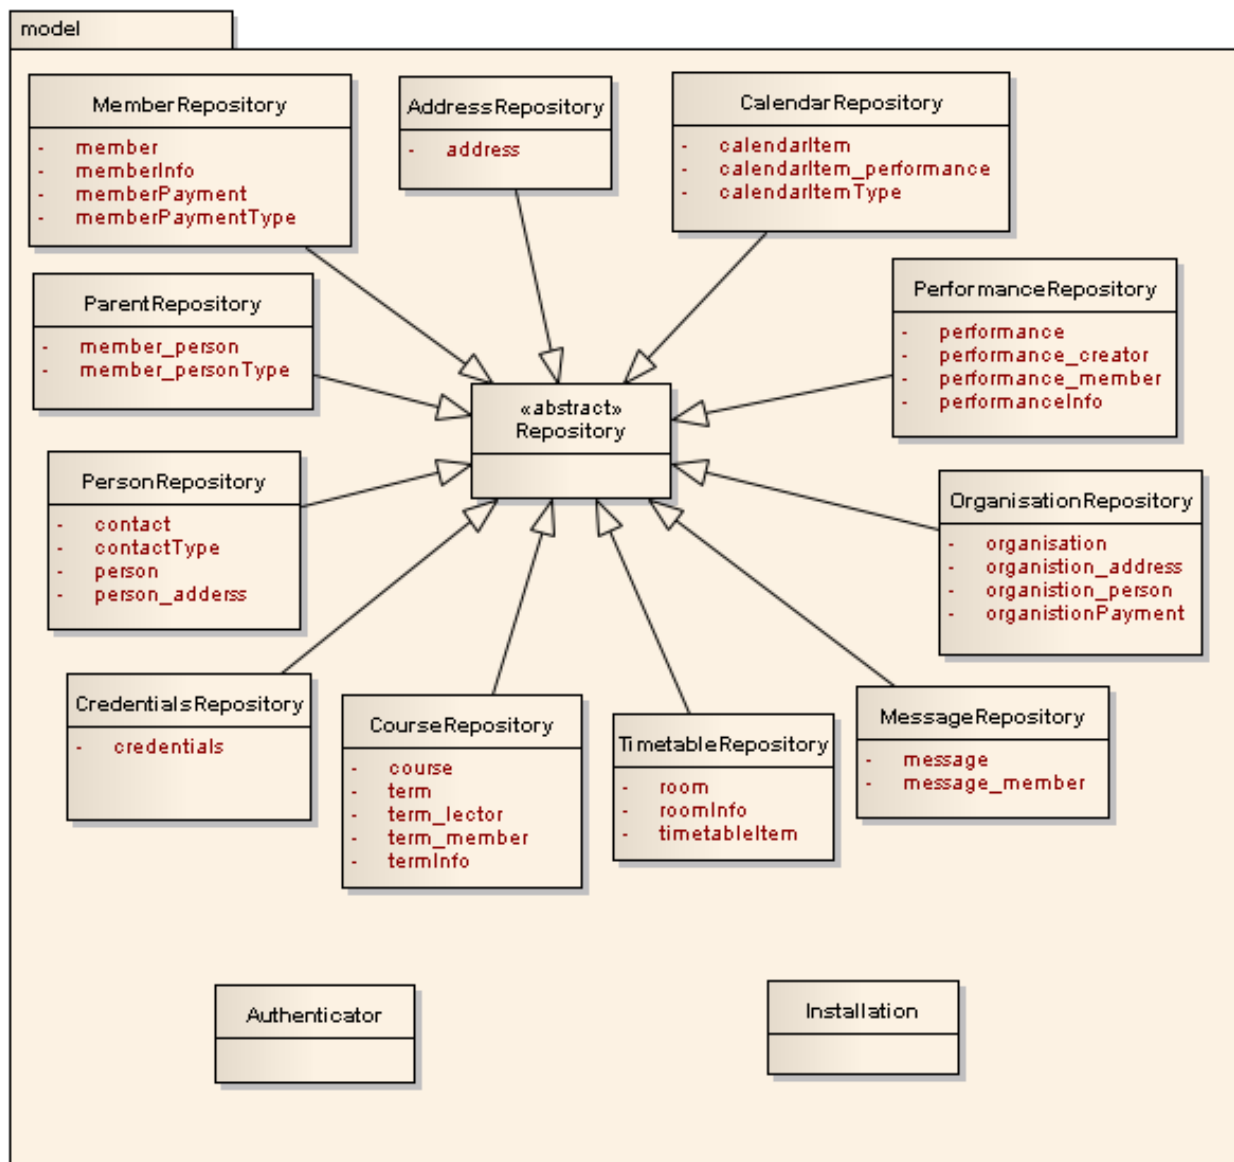 model
MemberRepository
- member
- memberInfo
- memberPayment
- memberPaymentType
AddressRepository
- address
CalendarRepository
- calendarItem
- calendarItem_performance
- calendarItemType
ParentRepository
- member_person
- member_personType
PerformanceRepository
- performance
- performance_creator
- performance_member
- performanceInfo
«abstract»
Repository
PersonRepository
- contact
- contactType
- person
- person_adderss
OrganisationRepository
- organisation
- organistion_address
- organistion_person
- organistionPayment
CredentialsRepository
- credentials
CourseRepository
- course
- term
- term_lector
- term_member
- termInfo
TimetableRepository
- room
- roomInfo
- timetableItem
MessageRepository
- message
- message_member
Authenticator
Installation